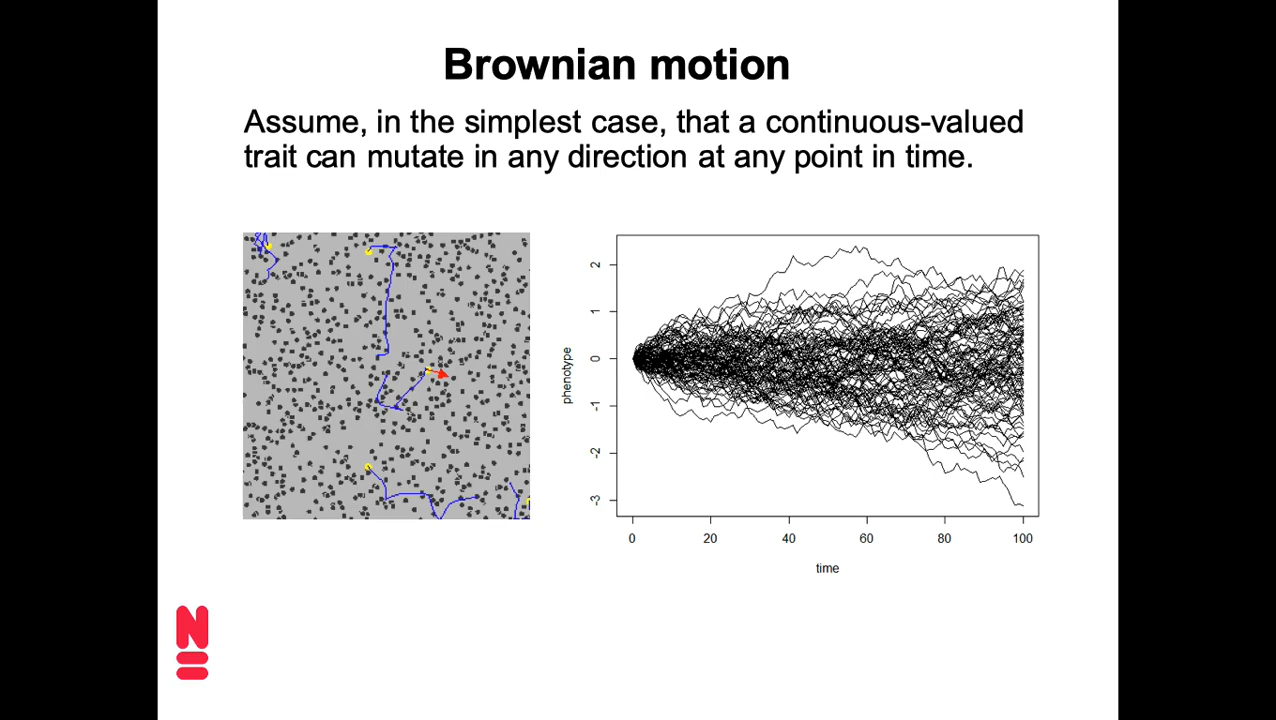 Brownian motion
Assume, in the simplest case, that a continuous-valued
trait can mutate in any direction at any point in time.
phenotype
2
1
0
-1
-2
-3
0 20 40 60 80 100
time